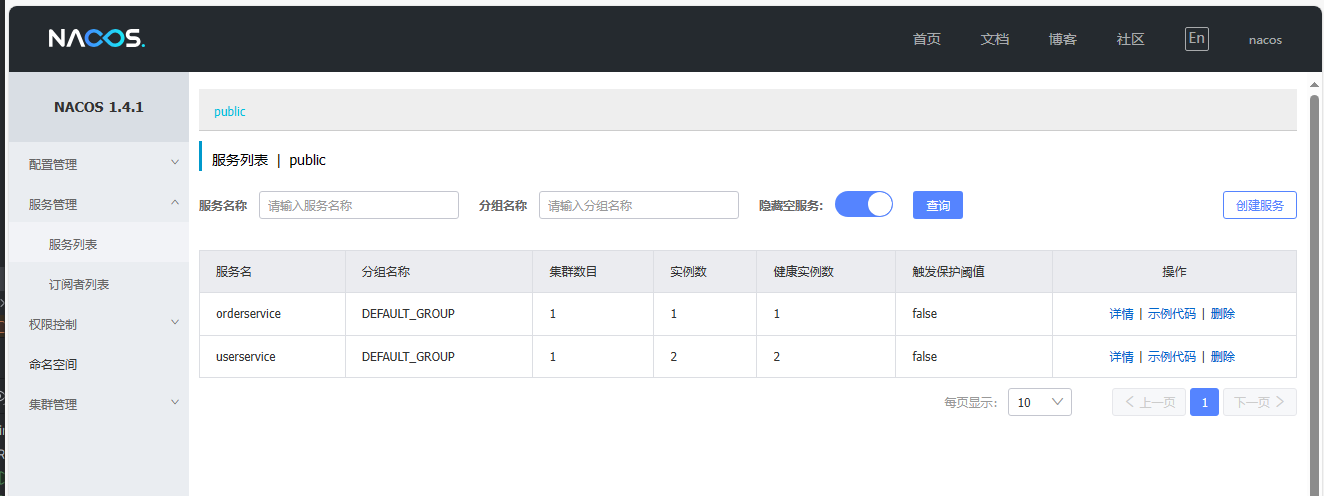 NACOS. 首页 文档 博客 社区 En nacos
NACOS 1.4.1
配置管理
服务管理
服务列表
订阅者列表
权限控制
命名空间
集群管理
public
服务列表 | public
服务名称 请输入服务名称 分组名称 请输入分组名称 隐藏空服务: 查询 创建服务
服务名 分组名称 集群数目 实例数 健康实例数 触发保护阈值 操作
orderservice DEFAULT_GROUP 1 1 1 false 详情 | 示例代码 | 删除
userservice DEFAULT_GROUP 1 2 2 false 详情 | 示例代码 | 删除
每页显示: 10 上一页 1 下一页